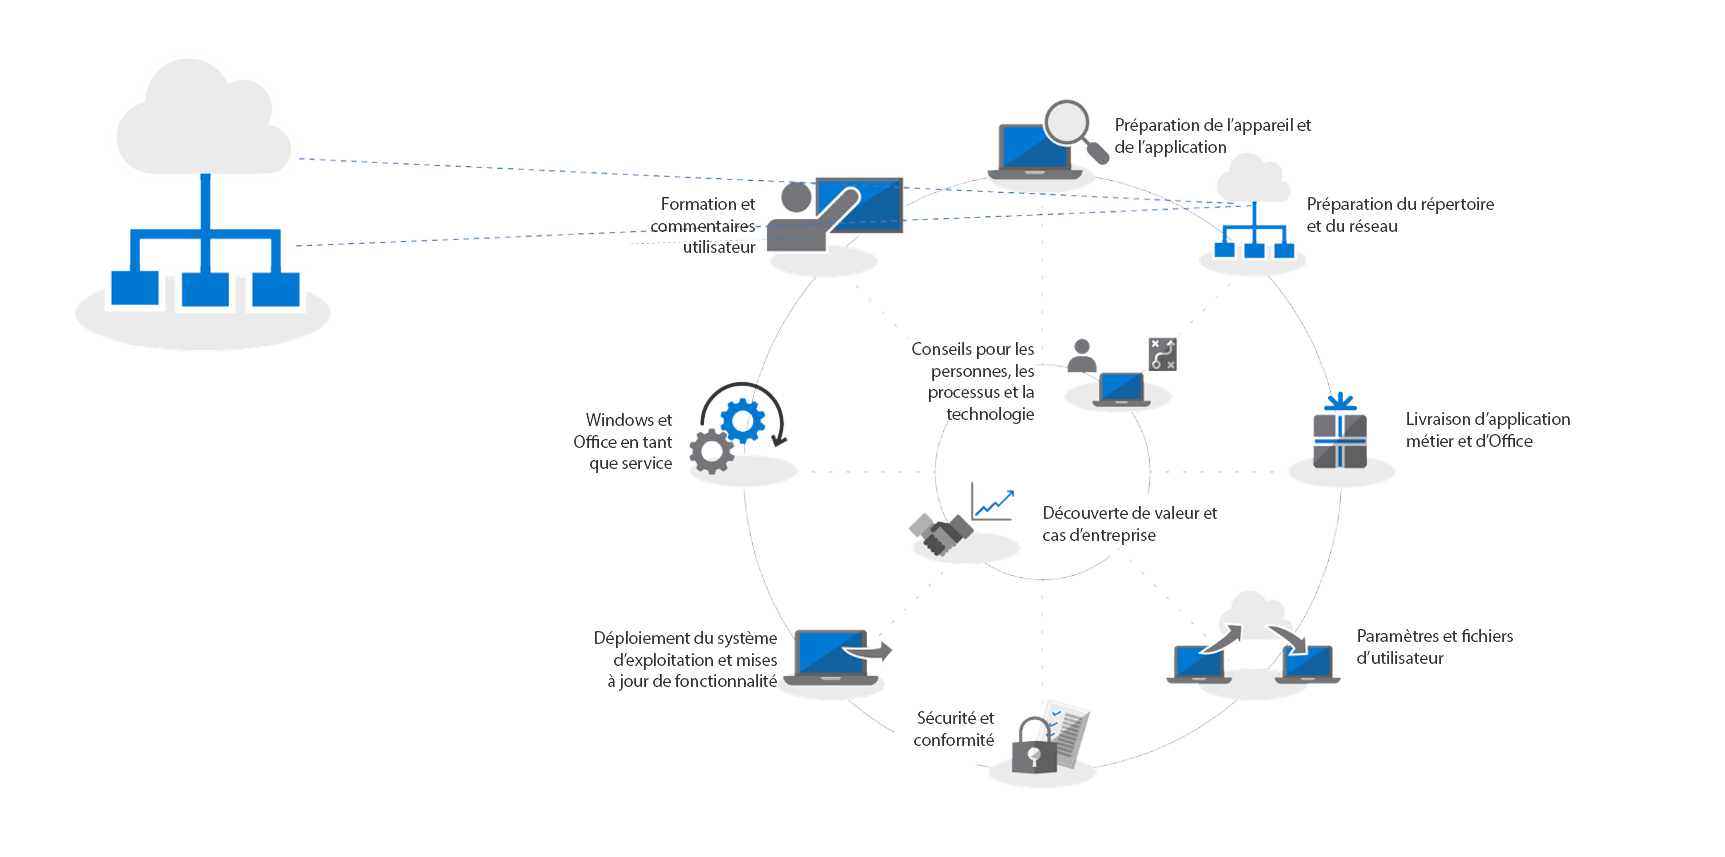 Préparation de l’appareil et
de l’application
Formation et
commentaires
utilisateur
Préparation du répertoire
et du réseau
Conseils pour les
personnes, les
processus et la
technologie
Windows et
Office en tant
que service
Livraison d’application
métier et d’Office
Découverte de valeur et
cas d’entreprise
Déploiement du système
d’exploitation et mises
à jour de fonctionnalité
Paramètres et fichiers
d’utilisateur
Sécurité et
conformité